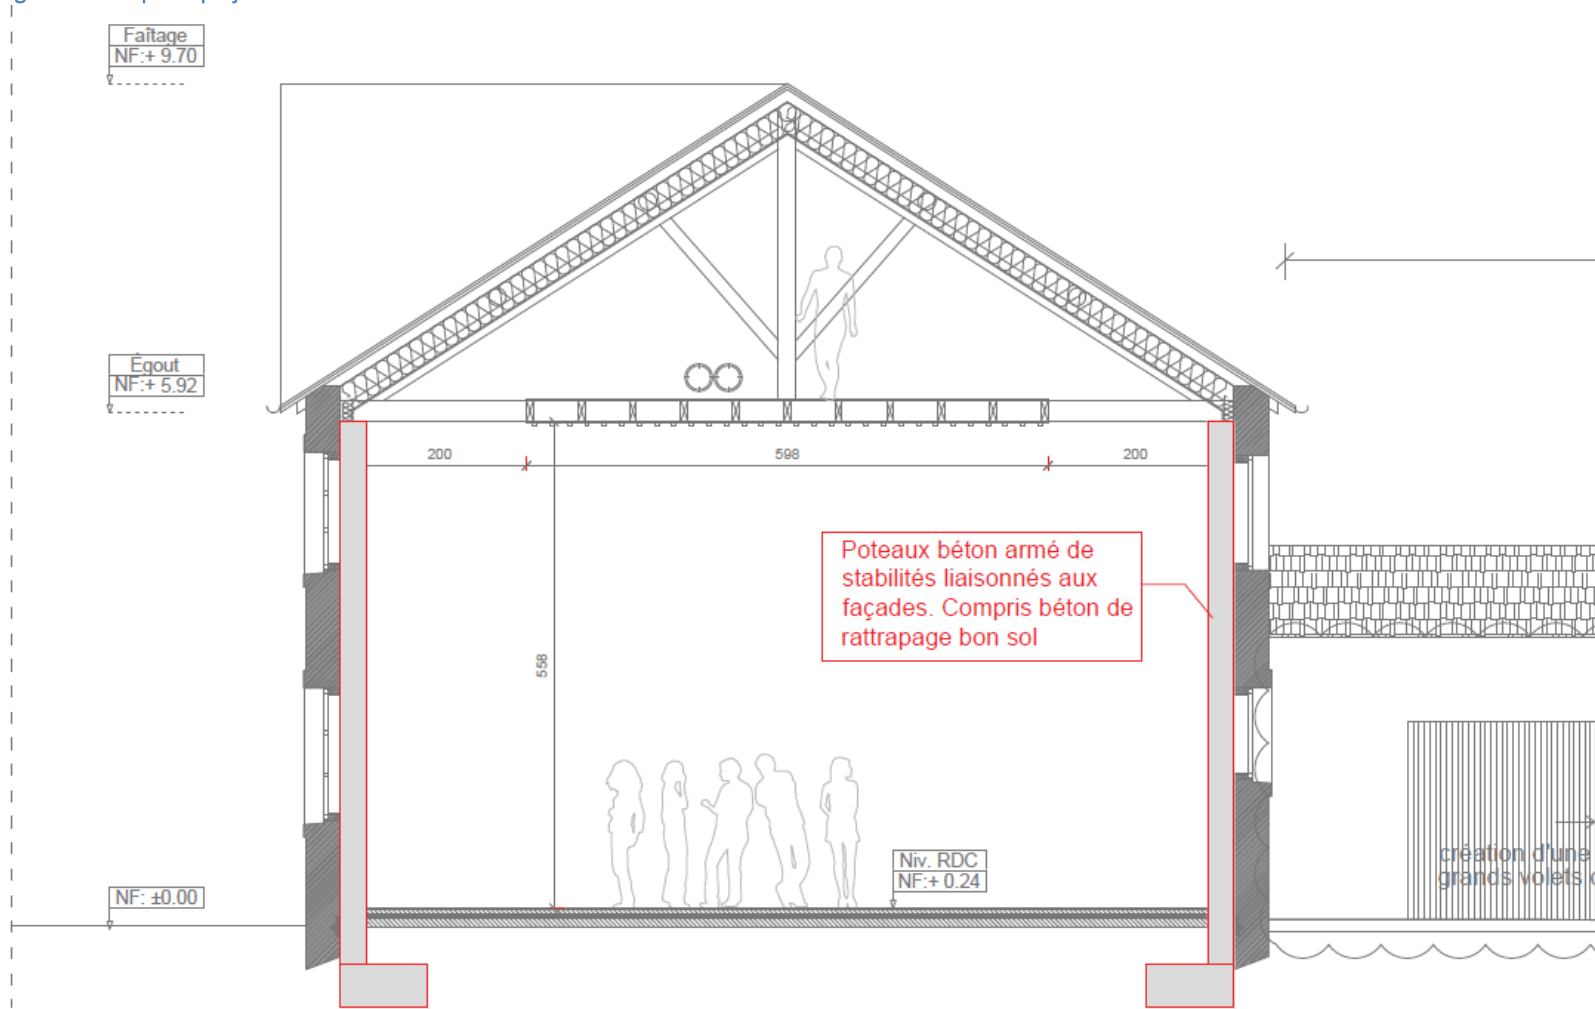 Faîtage
NF:+ 9.70
Égout
NF:+ 5.92
200
598
200
Poteaux béton armé de
stabilités liaisonnés aux
façades. Compris béton de
rattrapage bon sol
558
Niv. RDC
NF:+ 0.24
NF: ±0.00
création d'une
grands volets